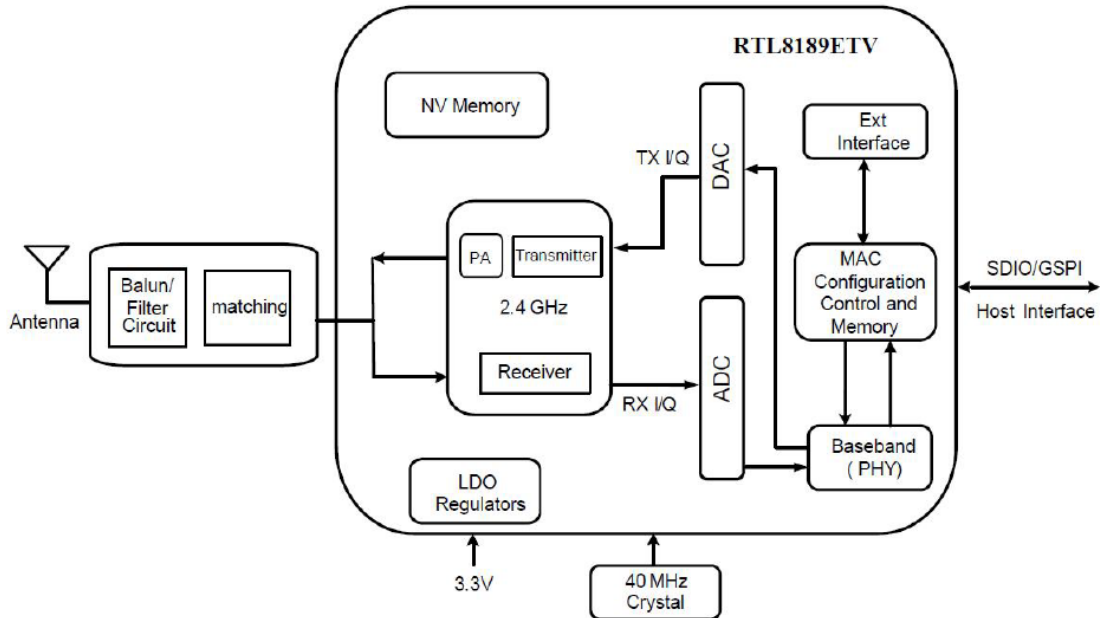 RTL8189ETV
NV Memory
Ext
Interface
TX I/Q
DAC
PA
Transmitter
2.4 GHz
Receiver
MAC
Configuration
Control and
Memory
SDIO/GSPI
Host Interface
Balun/
Filter
Circuit
matching
Antenna
RX I/Q
ADC
Baseband
( PHY)
LDO
Regulators
3.3V
40 MHz
Crystal